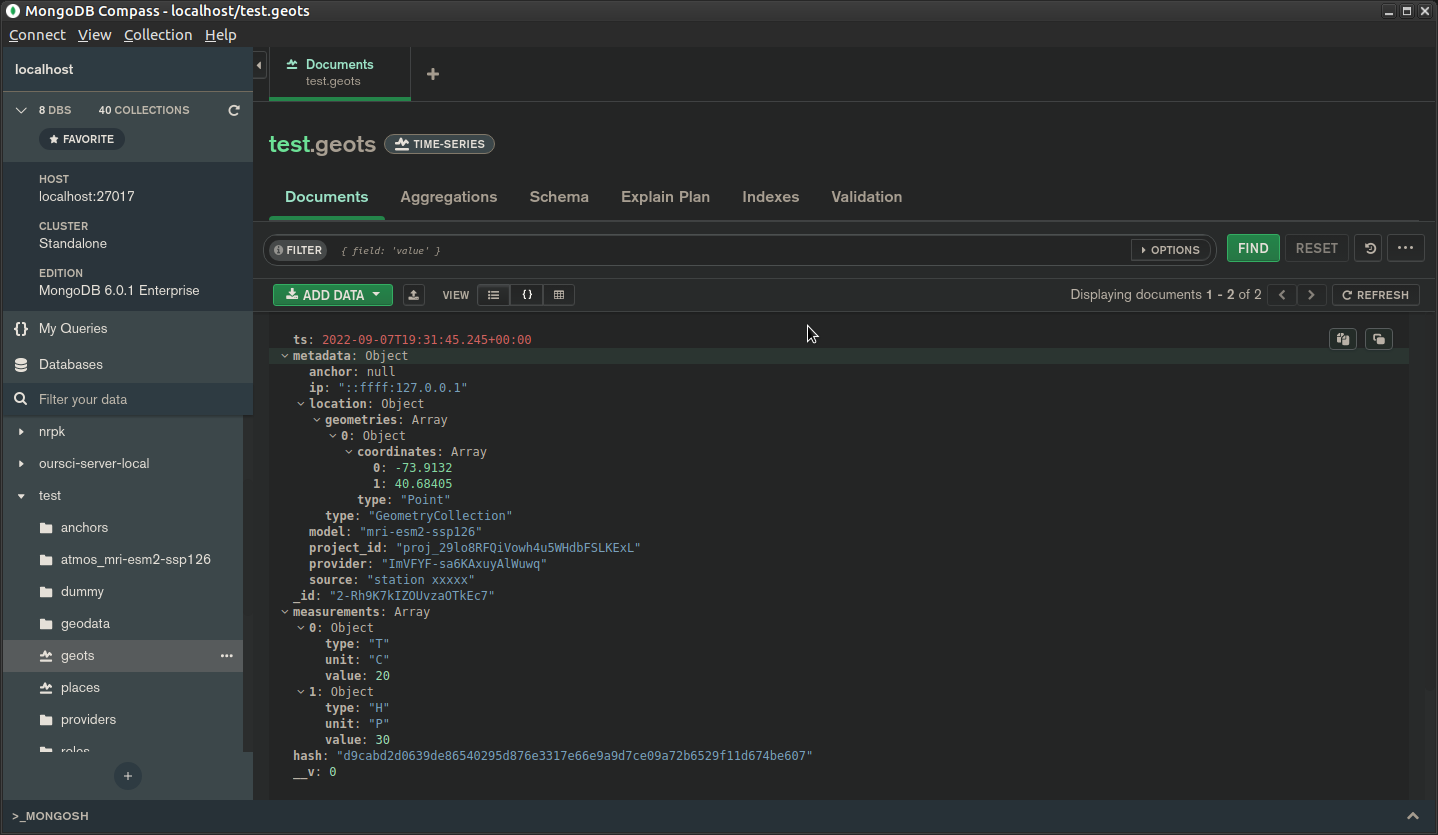 MongoDB Compass - localhost/test.geots
Connect View Collection Help
localhost
8 DBS 40 COLLECTIONS
FAVORITE
HOST
localhost:27017
CLUSTER
Standalone
EDITION
MongoDB 6.0.1 Enterprise
{} My Queries
Databases
Filter your data
nrpk
oursci-server-local
test
anchors
atmos_mri-esm2-ssp126
dummy
geodata
geots
places
providers
roles
+
Documents
test.geots
+
test.geots TIME-SERIES
Documents Aggregations Schema Explain Plan Indexes Validation
FILTER { field: 'value' } OPTIONS FIND RESET
ADD DATA VIEW {} Displaying documents 1 - 2 of 2 REFRESH
ts: 2022-09-07T19:31:45.245+00:00
metadata: Object
anchor: null
ip: "::ffff:127.0.0.1"
location: Object
geometries: Array
0: Object
coordinates: Array
0: -73.9132
1: 40.68405
type: "Point"
type: "GeometryCollection"
model: "mri-esm2-ssp126"
project_id: "proj_29lo8RFQiVowh4u5WHdbFSLKExL"
provider: "ImVFYF-sa6KAxuyAlWuwq"
source: "station xxxxx"
_id: "2-Rh9K7kIZOUvzaOTkEc7"
measurements: Array
0: Object
type: "T"
unit: "C"
value: 20
1: Object
type: "H"
unit: "P"
value: 30
hash: "d9cabd2d0639de86540295d876e3317e66e9a9d7ce09a72b6529f11d674be607"
__v: 0
>_MONGOSH